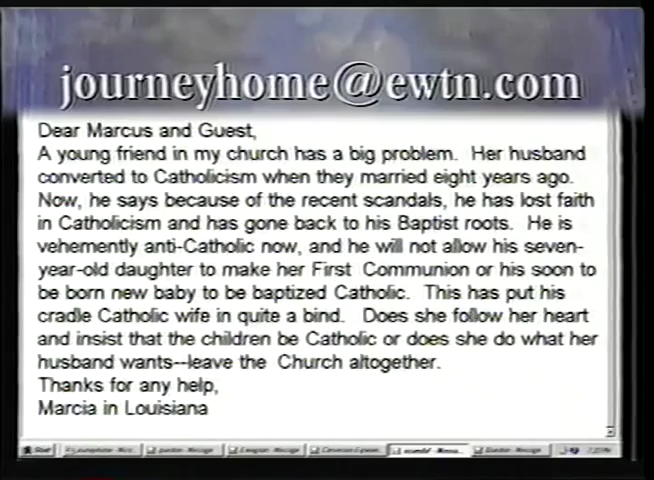 journeyhome@ewtn.com
Dear Marcus and Guest,
A young friend in my church has a big problem.  Her husband
converted to Catholicism when they married eight years ago.
Now, he says because of the recent scandals, he has lost faith
in Catholicism and has gone back to his Baptist roots.  He is
vehemently anti-Catholic now, and he will not allow his seven-
year-old daughter to make her First  Communion or his soon to
be born new baby to be baptized Catholic.  This has put his
cradle Catholic wife in quite a bind.   Does she follow her heart
and insist that the children be Catholic or does she do what her
husband wants--leave the  Church altogether.
Thanks for any help,
Marcia in Louisiana
Start